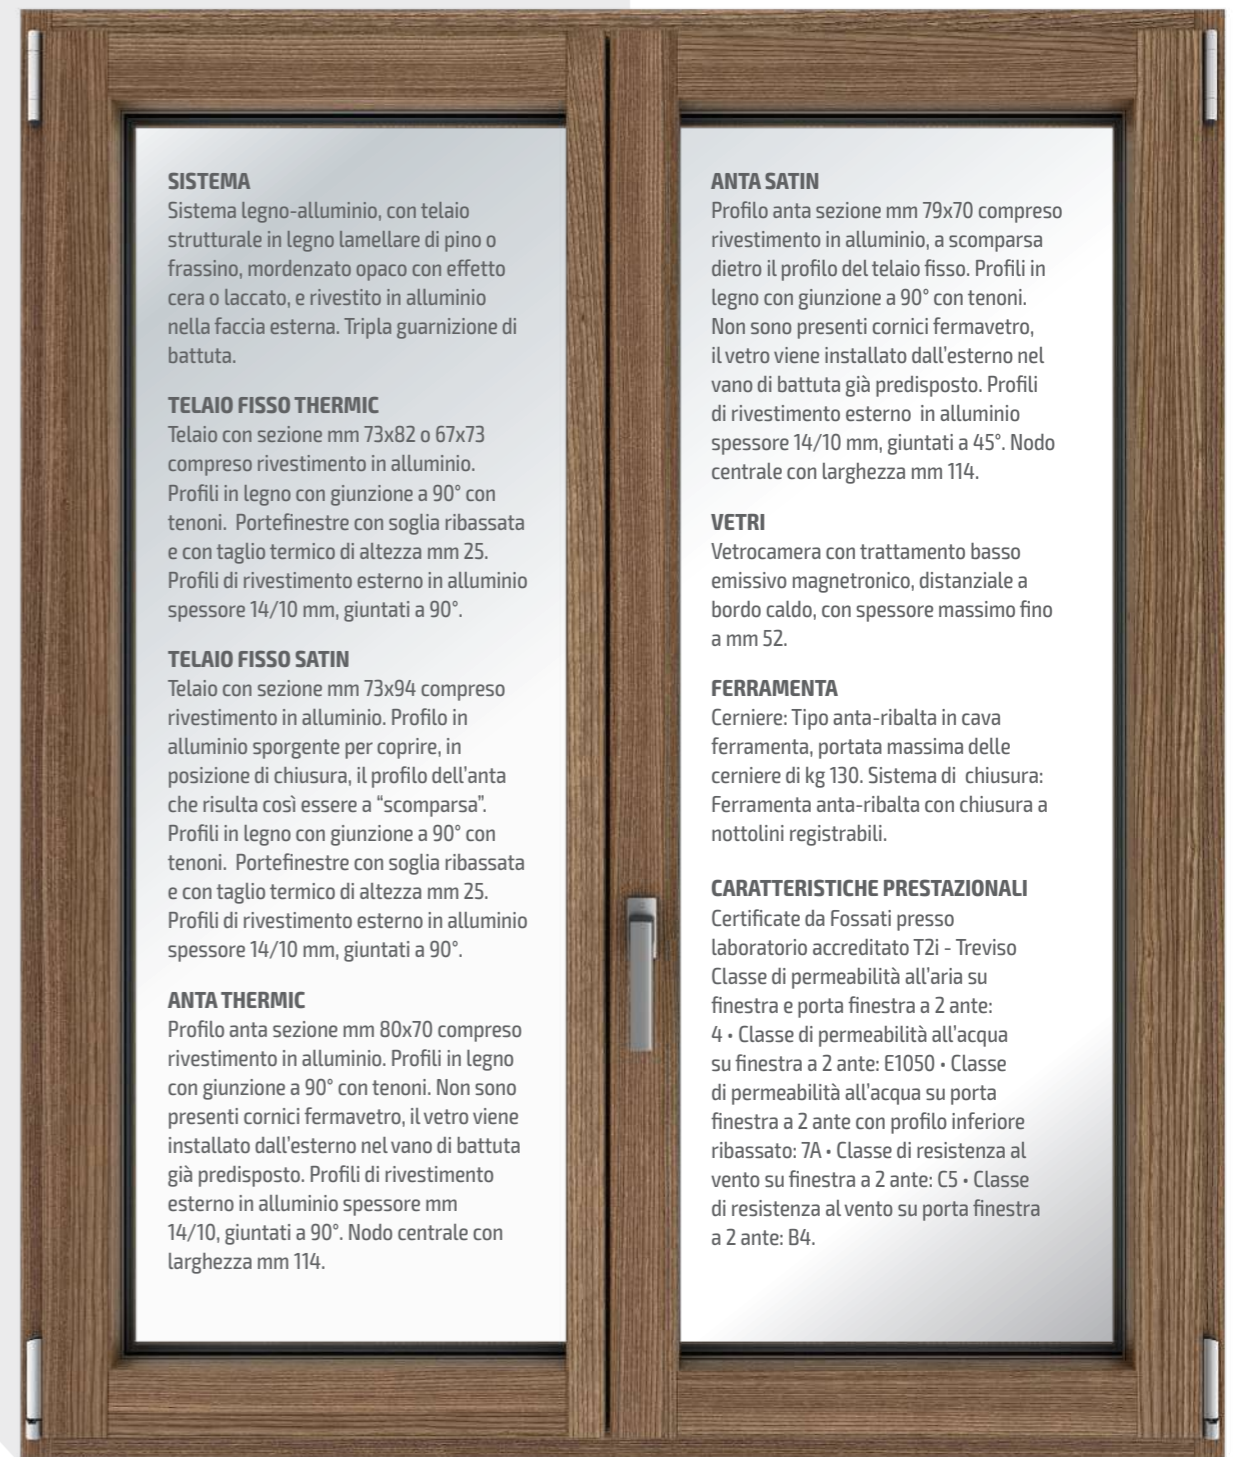 SISTEMA
Sistema legno-alluminio, con telaio
strutturale in legno lamellare di pino o
frassino, mordenzato opaco con effetto
cera o laccato, e rivestito in alluminio
nella faccia esterna. Tripla guarnizione di
battuta.
TELAIO FISSO THERMIC
Telaio con sezione mm 73x82 o 67x73
compreso rivestimento in alluminio.
Profili in legno con giunzione a 90° con
tenoni.  Portefinestre con soglia ribassata
e con taglio termico di altezza mm 25.
Profili di rivestimento esterno in alluminio
spessore 14/10 mm, giuntati a 90°.
TELAIO FISSO SATIN
Telaio con sezione mm 73x94 compreso
rivestimento in alluminio. Profilo in
alluminio sporgente per coprire, in
posizione di chiusura, il profilo dell'anta
che risulta così essere a “scomparsa”.
Profili in legno con giunzione a 90° con
tenoni.  Portefinestre con soglia ribassata
e con taglio termico di altezza mm 25.
Profili di rivestimento esterno in alluminio
spessore 14/10 mm, giuntati a 90°.
ANTA THERMIC
Profilo anta sezione mm 80x70 compreso
rivestimento in alluminio. Profili in legno
con giunzione a 90° con tenoni. Non sono
presenti cornici fermavetro, il vetro viene
installato dall'esterno nel vano di battuta
già predisposto. Profili di rivestimento
esterno in alluminio spessore mm
14/10, giuntati a 90°. Nodo centrale con
larghezza mm 114.
ANTA SATIN
Profilo anta sezione mm 79x70 compreso
rivestimento in alluminio, a scomparsa
dietro il profilo del telaio fisso. Profili in
legno con giunzione a 90° con tenoni.
Non sono presenti cornici fermavetro,
il vetro viene installato dall'esterno nel
vano di battuta già predisposto. Profili
di rivestimento esterno  in alluminio
spessore 14/10 mm, giuntati a 45°. Nodo
centrale con larghezza mm 114.
VETRI
Vetrocamera con trattamento basso
emissivo magnetronico, distanziale a
bordo caldo, con spessore massimo fino
a mm 52.
FERRAMENTA
Cerniere: Tipo anta-ribalta in cava
ferramenta, portata massima delle
cerniere di kg 130. Sistema di  chiusura:
Ferramenta anta-ribalta con chiusura a
nottolini registrabili.
CARATTERISTICHE PRESTAZIONALI
Certificate da Fossati presso
laboratorio accreditato T2i - Treviso
Classe di permeabilità all'aria su
finestra e porta finestra a 2 ante:
4 • Classe di permeabilità all'acqua
su finestra a 2 ante: E1050 • Classe
di permeabilità all'acqua su porta
finestra a 2 ante con profilo inferiore
ribassato: 7A • Classe di resistenza al
vento su finestra a 2 ante: C5 • Classe
di resistenza al vento su porta finestra
a 2 ante: B4.